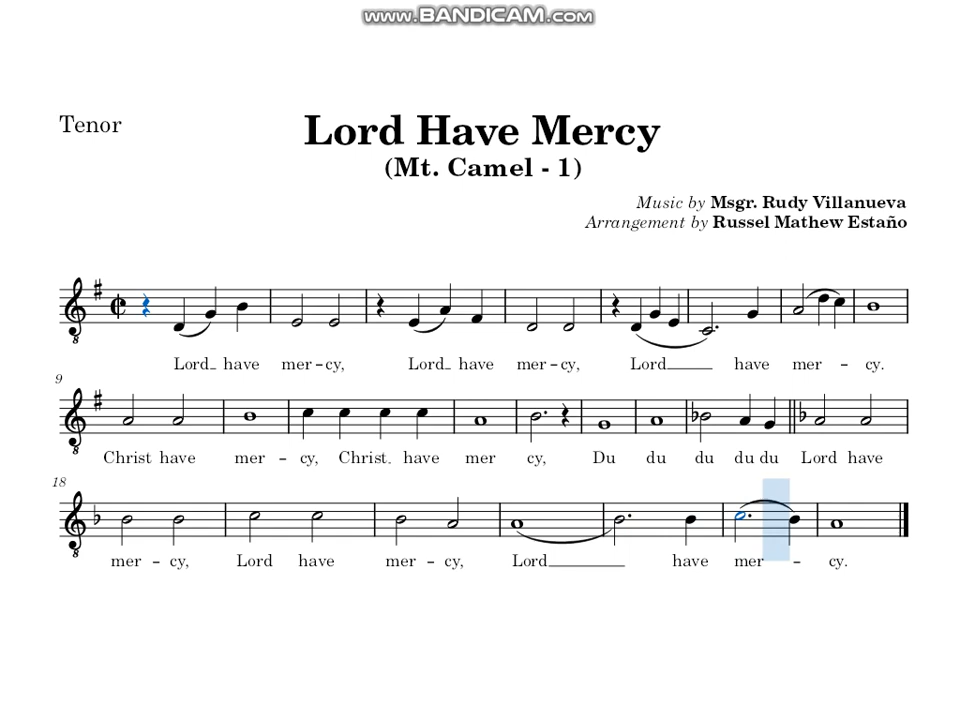 www.BANDICAM.com
Tenor
Lord Have Mercy
(Mt. Camel - 1)
Music by Msgr. Rudy Villanueva
Arrangement by Russel Mathew Estaño
8
Lord have mer-cy, Lord have mer-cy, Lord have mer - cy.
9
8
Christ have mer - cy, Christ have mer cy, Du du du du du Lord have
18
8
mer - cy, Lord have mer - cy, Lord have mer - cy.